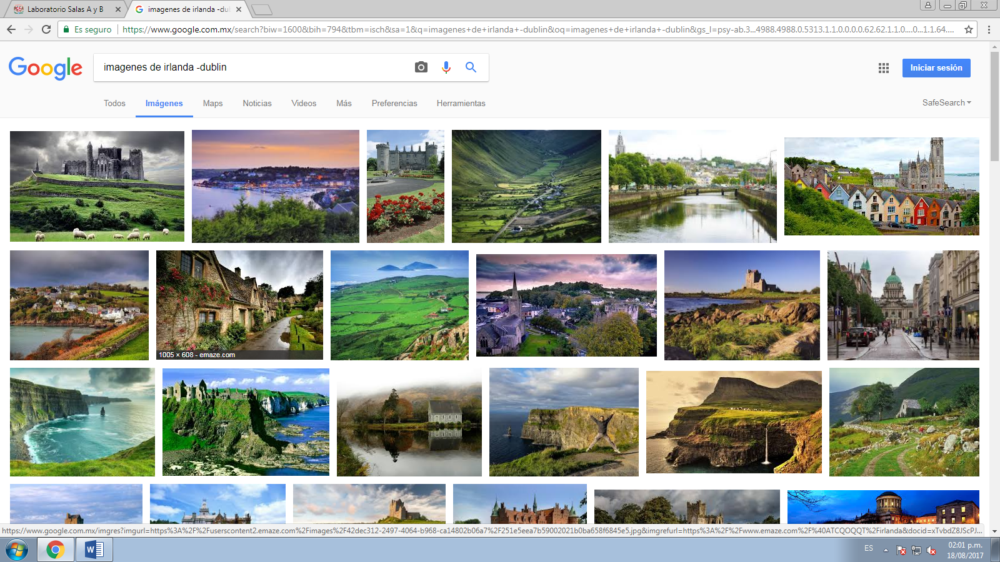 Laboratorio Salas A y B
imagenes de irlanda -du
Es seguro
https://www.google.com.mx/search?biw=1600&bih=794&tbm=isch&sa=1&q=imagenes+de+irlanda+-dublin&oq=imagenes+de+irlanda+-dublin&gs_l=psy-ab.3...4988.4988.0.5313.1.1.0.0.0.0.62.62.1.1.0....0...1.1.64....
Google
imagenes de irlanda -dublin
Iniciar sesión
Todos
Imágenes
Maps
Noticias
Videos
Más
Preferencias
Herramientas
SafeSearch
1005 × 608 - emaze.com
https://www.google.com.mx/imgres?imgurl=https%3A%2F%2Fuserscontent2.emaze.com%2Fimages%2F42dec312-2497-4064-b968-ca14802b06a7%2F251e5eea7b59002021b0ba658f6845e5.jpg&imgrefurl=https%3A%2F%2Fwww.emaze.com%2F%40ATCQOQQT%2Firlanda&docid=xTvbdZ8JScPJ...
W
ES
02:01 p.m.
18/08/2017